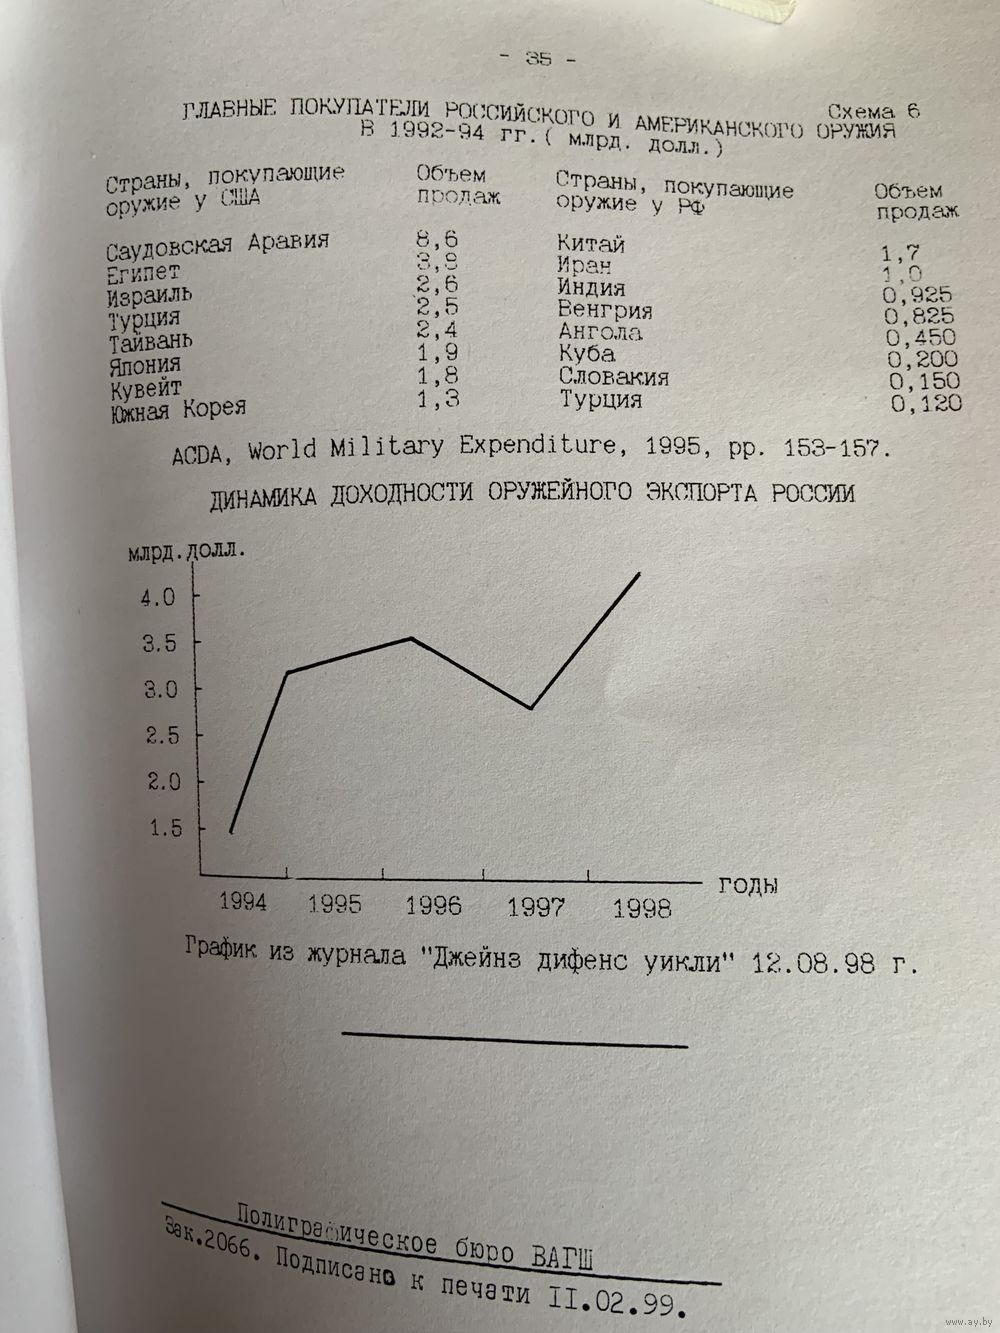 - 35 -
Схема 6
ГЛАВНЫЕ ПОКУПАТЕЛИ РОССИЙСКОГО И АМЕРИКАНСКОГО ОРУЖИЯ
В 1992-94 гг.( млрд. долл.)
Страны, покупающие Объем Страны, покупающие Объем
оружие у США продаж оружие у РФ продаж
Саудовская Аравия 8,6 Китай 1,7
Египет 3,9 Иран 1,0
Израиль 2,6 Индия 0,925
Турция 2,5 Венгрия 0,825
Тайвань 2,4 Ангола 0,450
Япония 1,9 Куба 0,200
Кувейт 1,8 Словакия 0,150
Южная Корея 1,3 Турция 0,120
ACDA, World Military Expenditure, 1995, pp. 153-157.
ДИНАМИКА ДОХОДНОСТИ ОРУЖЕЙНОГО ЭКСПОРТА РОССИИ
млрд.долл.
4.0
3.5
3.0
2.5
2.0
1.5
годы
1994 1995 1996 1997 1998
График из журнала "Джейнз дифенс уикли" 12.08.98 г.
Полиграфическое бюро ВАГШ
Зак.2066. Подписано к печати II.02.99.
www.ay.by